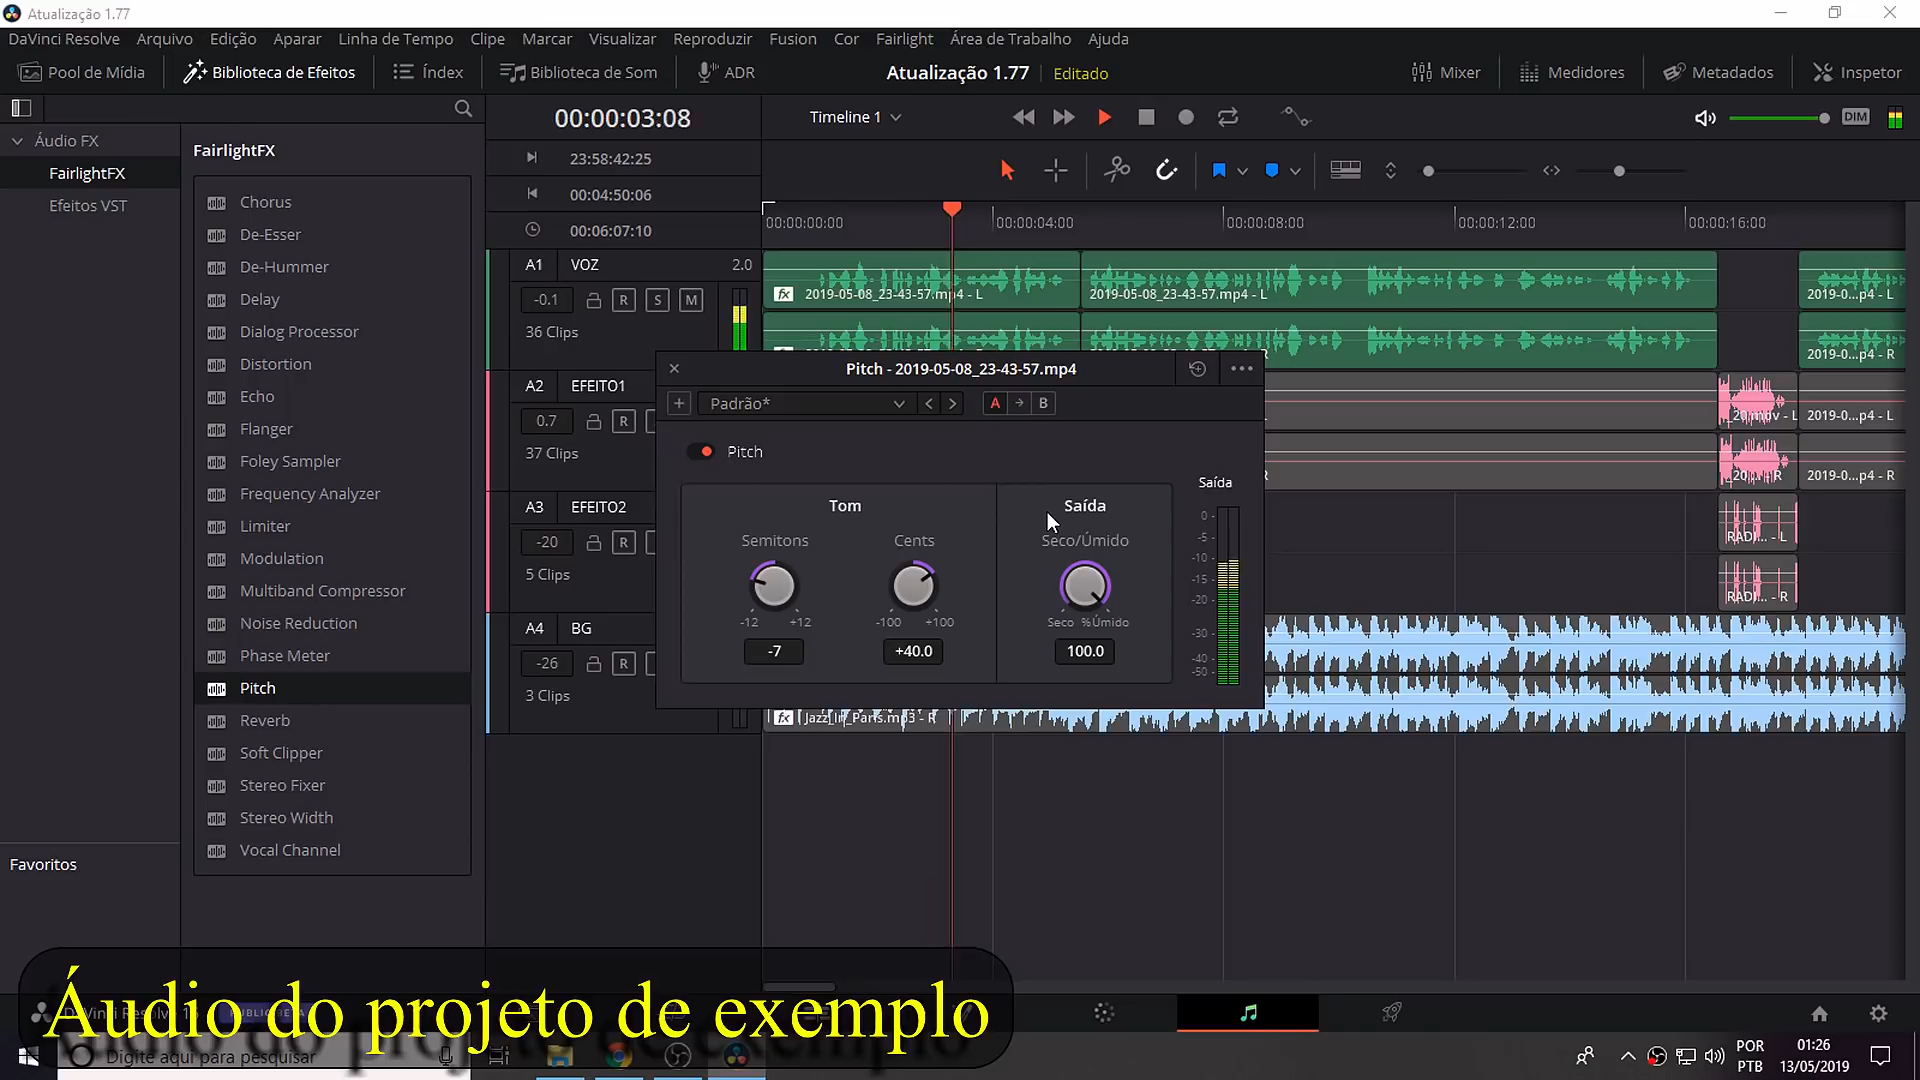 Atualização 1.77
DaVinci Resolve Arquivo Edição Aparar Linha de Tempo Clipe Marcar Visualizar Reproduzir Fusion Cor Fairlight Área de Trabalho Ajuda
Pool de Mídia Biblioteca de Efeitos Índex Biblioteca de Som ADR Atualização 1.77 Editado Mixer Medidores Metadados Inspetor
00:00:03:08 Timeline 1 DIM
Áudio FX
FairlightFX
Efeitos VST
Favoritos
FairlightFX
Chorus
De-Esser
De-Hummer
Delay
Dialog Processor
Distortion
Echo
Flanger
Foley Sampler
Frequency Analyzer
Limiter
Modulation
Multiband Compressor
Noise Reduction
Phase Meter
Pitch
Reverb
Soft Clipper
Stereo Fixer
Stereo Width
Vocal Channel
23:58:42:25
00:04:50:06
00:06:07:10
00:00:00:00 00:00:04:00 00:00:08:00 00:00:12:00 00:00:16:00
A1 VOZ 2.0
-0.1 R S M
36 Clips
fx 2019-05-08_23-43-57.mp4 - L 2019-05-08_23-43-57.mp4 - L 2019-0...p4 - L
2019-0...p4 - R
A2 EFEITO1
0.7 R
37 Clips
2019-0...p4 - L
2019-0...p4 - R
A3 EFEITO2
-20 R
5 Clips
RADI... - L
RADI... - R
A4 BG
-26 R
3 Clips
fx Jazz_In_Paris.mp3 - R
Pitch - 2019-05-08_23-43-57.mp4
Padrão* A B
Pitch
Tom Saída
Semitons Cents Seco/Úmido
-12 +12 -100 +100 Seco %Úmido
-7 +40.0 100.0
Saída
0
-5
-10
-15
-20
-30
-40
-50
Áudio do projeto de exemplo
Digite aqui para pesquisar
POR
PTB
01:26
13/05/2019